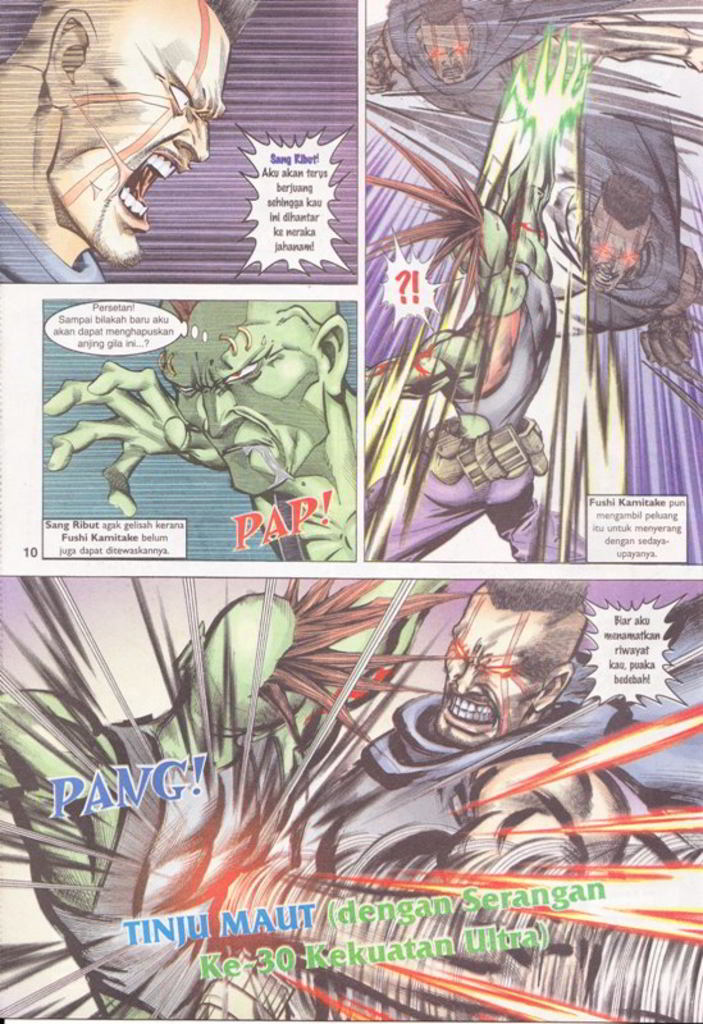 Sang Ribut!
Aku akan terus
berjuang
sehingga kau
ini dihantar
ke neraka
jahanam!
?!
Fushi Kamitake pun
mengambil peluang
itu untuk menyerang
dengan sedaya-
upayanya.
Persetan!
Sampai bilakah baru aku
akan dapat menghapuskan
anjing gila ini...?
Sang Ribut agak gelisah kerana
Fushi Kamitake belum
juga dapat ditewaskannya.
PAP!
10
Biar aku
menamatkan
riwayat
kau, puaka
bedebah!
PANG!
TINJU MAUT (dengan Serangan
Ke-30 Kekuatan Ultra)